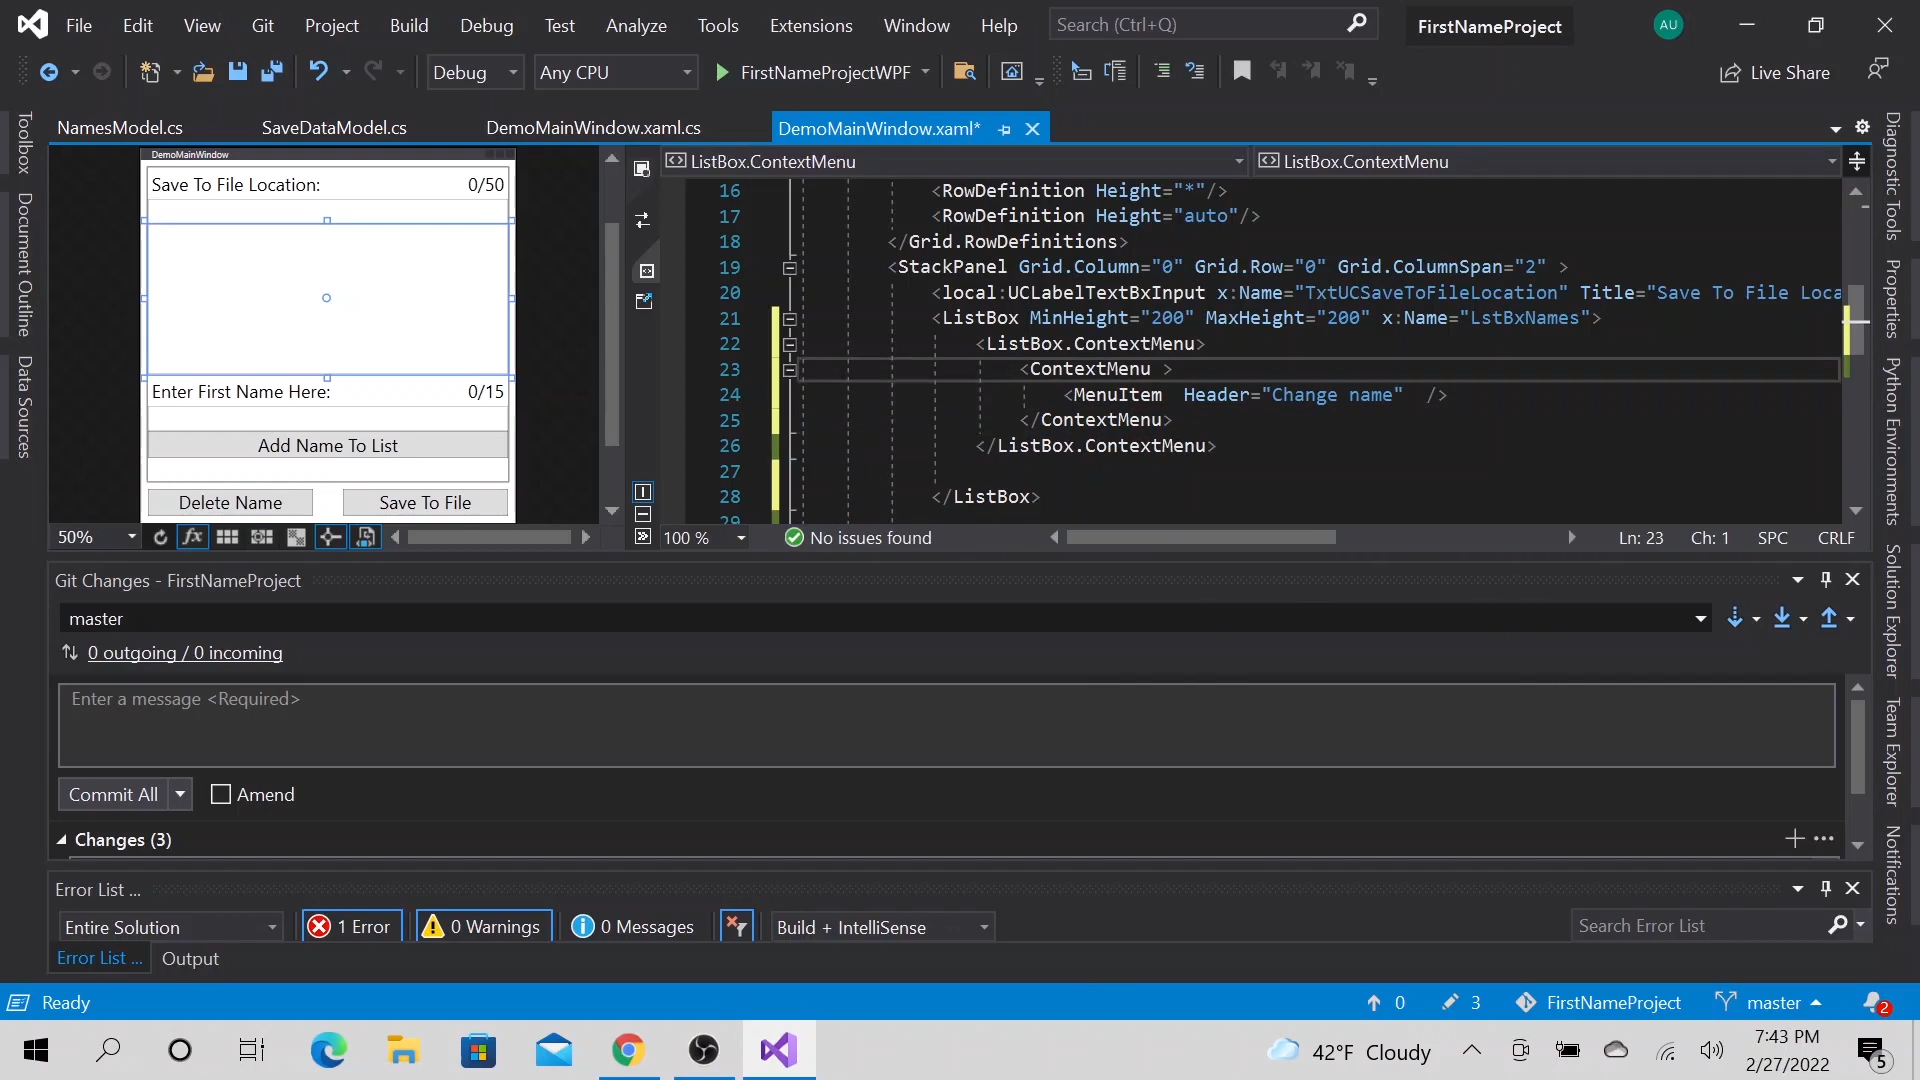 File Edit View Git Project Build Debug Test Analyze Tools Extensions Window Help Search (Ctrl+Q) FirstNameProject AU
Debug Any CPU FirstNameProjectWPF Live Share
NamesModel.cs SaveDataModel.cs DemoMainWindow.xaml.cs DemoMainWindow.xaml*
Toolbox
Document Outline
Data Sources
DemoMainWindow
Save To File Location: 0/50
Enter First Name Here: 0/15
Add Name To List
Delete Name Save To File
50%
ListBox.ContextMenu ListBox.ContextMenu
16 <RowDefinition Height="*"/>
17 <RowDefinition Height="auto"/>
18 </Grid.RowDefinitions>
19 <StackPanel Grid.Column="0" Grid.Row="0" Grid.ColumnSpan="2" >
20 <local:UCLabelTextBxInput x:Name="TxtUCSaveToFileLocation" Title="Save To File Loca
21 <ListBox MinHeight="200" MaxHeight="200" x:Name="LstBxNames">
22 <ListBox.ContextMenu>
23 <ContextMenu >
24 <MenuItem Header="Change name" />
25 </ContextMenu>
26 </ListBox.ContextMenu>
27
28 </ListBox>
29
100 % No issues found Ln: 23 Ch: 1 SPC CRLF
Diagnostic Tools
Properties
Python Environments
Solution Explorer
Team Explorer
Notifications
Git Changes - FirstNameProject
master
0 outgoing / 0 incoming
Enter a message <Required>
Commit All Amend
Changes (3)
Error List ...
Entire Solution 1 Error 0 Warnings 0 Messages Build + IntelliSense Search Error List
Error List ... Output
Ready 0 3 FirstNameProject master 2
42°F Cloudy 7:43 PM
2/27/2022 5